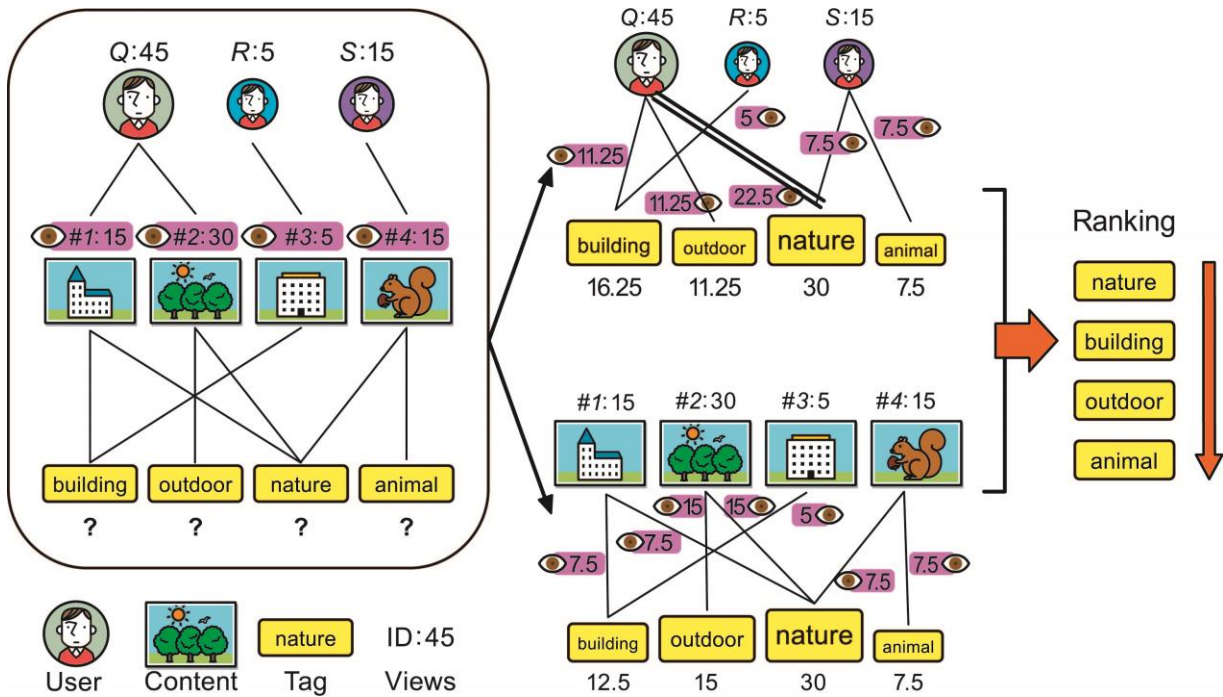 Q:45 R:5 S:15
#1:15 #2:30 #3:5 #4:15
building outdoor nature animal
? ? ? ?
User Content nature Tag ID:45 Views
Q:45 R:5 S:15
5 7.5
11.25 7.5
11.25 22.5
building outdoor nature animal
16.25 11.25 30 7.5
#1:15 #2:30 #3:5 #4:15
15 15 5
7.5 7.5 7.5 7.5
building outdoor nature animal
12.5 15 30 7.5
Ranking
nature
building
outdoor
animal